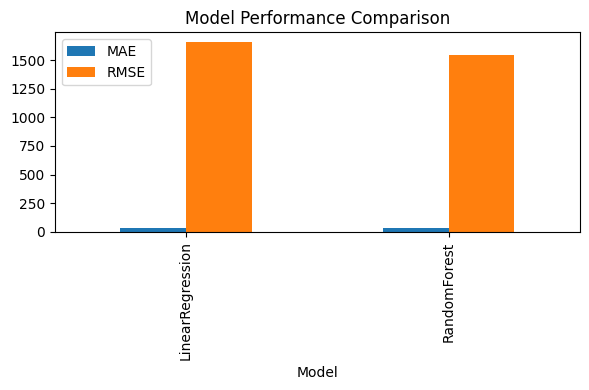 Model Performance Comparison
MAE
RMSE
1500
1250
1000
750
500
250
0
LinearRegression
RandomForest
Model